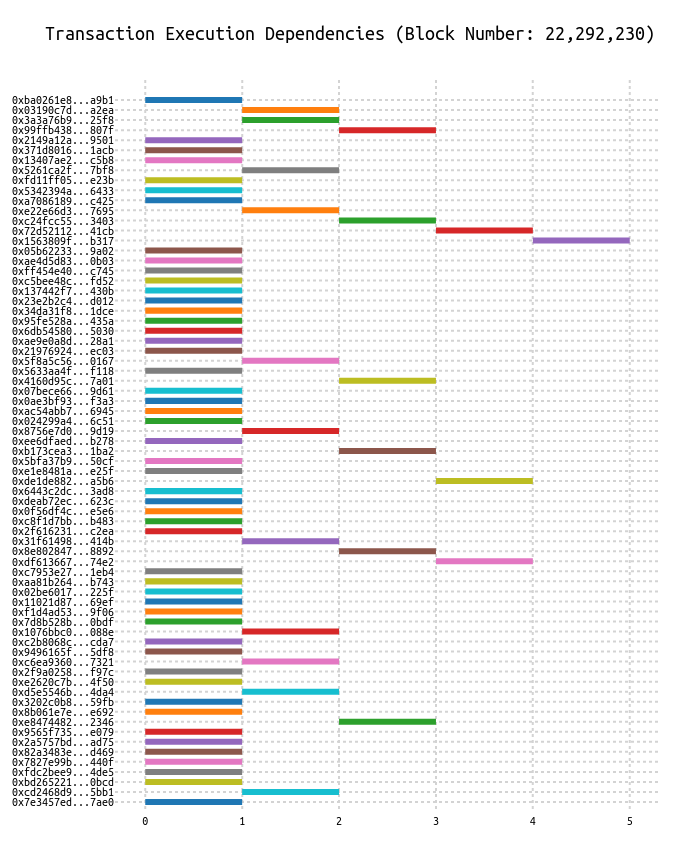 Transaction Execution Dependencies (Block Number: 22,292,230)
0xba0261e8...a9b1
0x03190c7d...a2ea
0x3a3a76b9...25f8
0x99ffb438...807f
0x2149a12a...9501
0x371d8016...1acb
0x13407ae2...c5b8
0x5261ca2f...7bf8
0xfd11ff05...e23b
0x5342394a...6433
0xa7086189...c425
0xe22e66d3...7695
0xc24fcc55...3403
0x72d52112...41cb
0x1563809f...b317
0x05b62233...9a02
0xae4d5d83...0b03
0xff454e40...c745
0xc5bee48c...fd52
0x137442f7...430b
0x23e2b2c4...d012
0x34da31f8...1dce
0x95fe528a...435a
0x6db54580...5030
0xae9e0a8d...28a1
0x21976924...ec03
0x5f8a5c56...0167
0x5633aa4f...f118
0x4160d95c...7a01
0x07bece66...9d61
0x0ae3bf93...f3a3
0xac54abb7...6945
0x024299a4...6c51
0x8756e7d0...9d19
0xee6dfaed...b278
0xb173cea3...1ba2
0x5bfa37b9...50cf
0xe1e8481a...e25f
0xde1de882...a5b6
0x6443c2dc...3ad8
0xdeab72ec...623c
0x0f56df4c...e5e6
0xc8f1d7bb...b483
0x2f616231...c2ea
0x31f61498...414b
0x8e802847...8892
0xdf613667...74e2
0xc7953e27...1eb4
0xaa81b264...b743
0x02be6017...225f
0x11021d87...69ef
0xf1d4ad53...9f06
0x7d8b528b...0bdf
0x1076bbc0...088e
0xc2b8068c...cda7
0x9496165f...5df8
0xc6ea9360...7321
0x2f9a0258...f97c
0xe2620c7b...4f50
0xd5e5546b...4da4
0x3202c0b8...59fb
0x8b061e7e...e692
0xe8474482...2346
0x9565f735...e079
0x2a5757bd...ad75
0x82a3483e...d469
0x7827e99b...440f
0xfdc2bee9...4de5
0xbd265221...0bcd
0xcd2468d9...5bb1
0x7e3457ed...7ae0
0 1 2 3 4 5